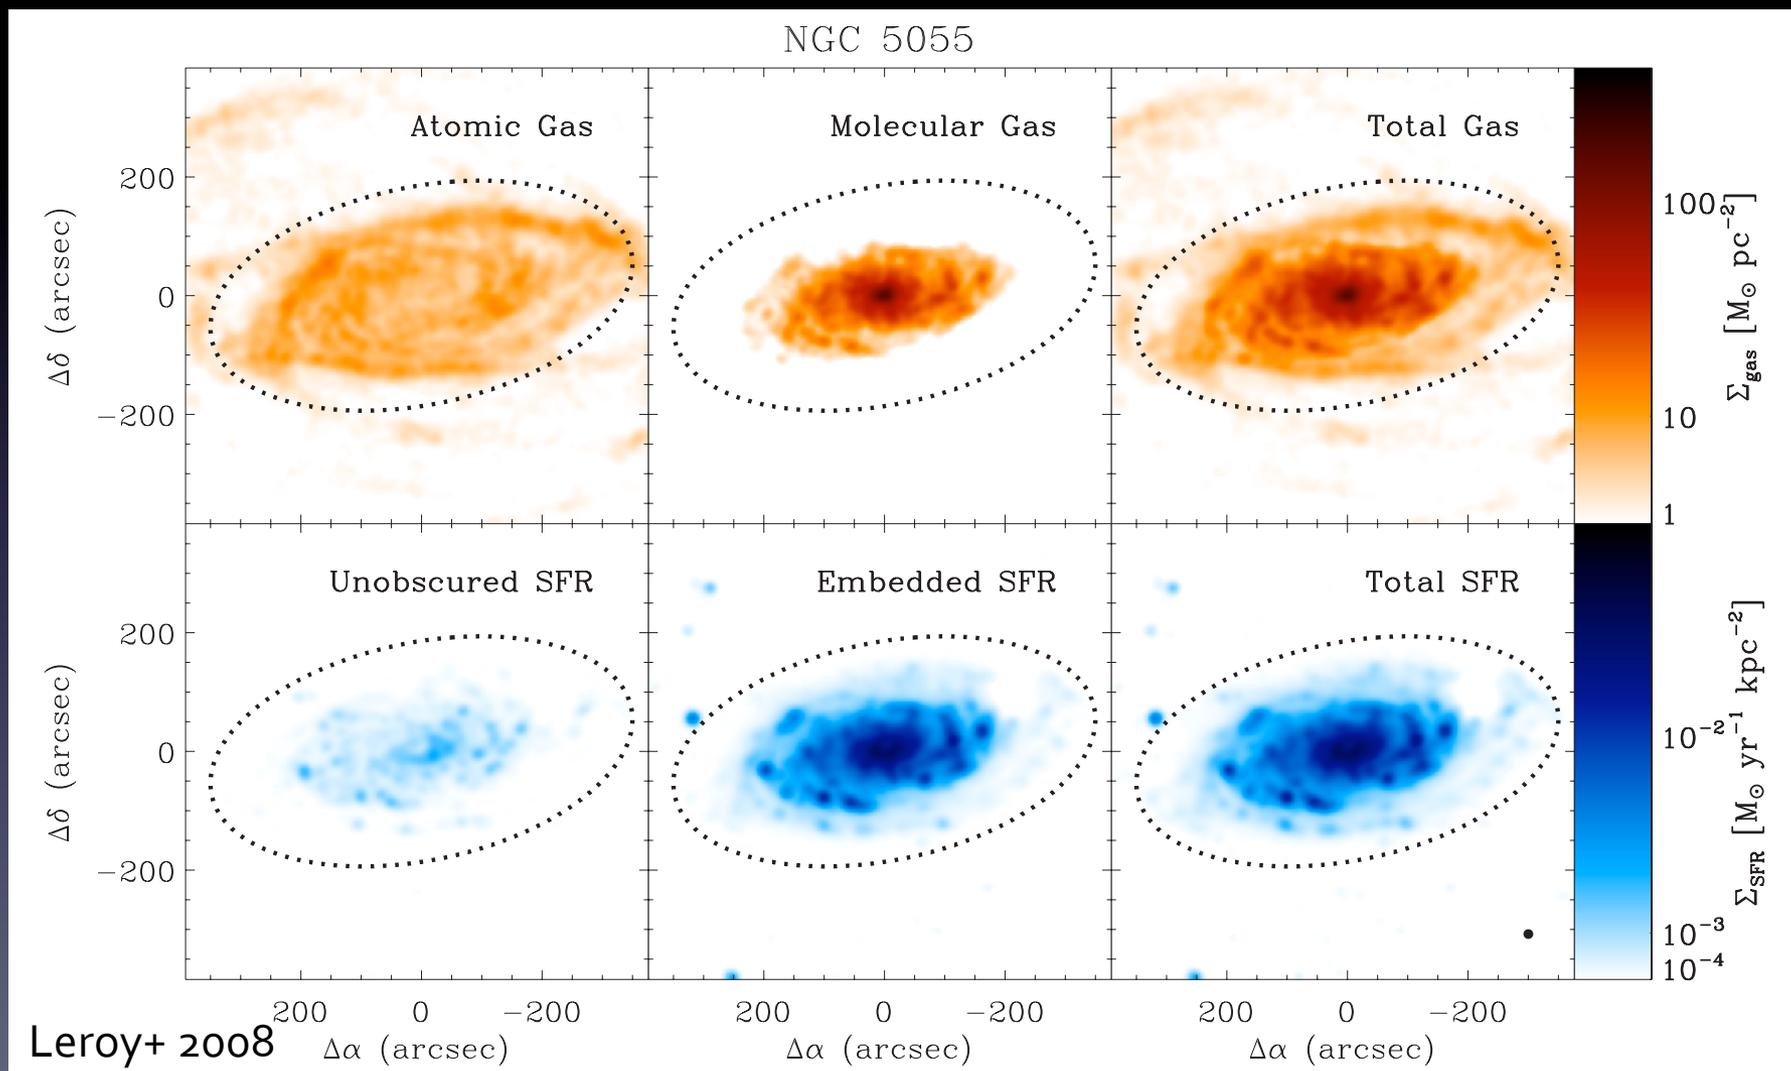 NGC 5055
Atomic Gas
Molecular Gas
Total Gas
200
0
−200
Δδ (arcsec)
100
10
1
Σgas [M⊙ pc−2]
Unobscured SFR
Embedded SFR
Total SFR
200
0
−200
Δδ (arcsec)
10−2
10−3
10−4
ΣSFR [M⊙ yr−1 kpc−2]
200 0 −200 200 0 −200 200 0 −200
Δα (arcsec) Δα (arcsec) Δα (arcsec)
Leroy+ 2008